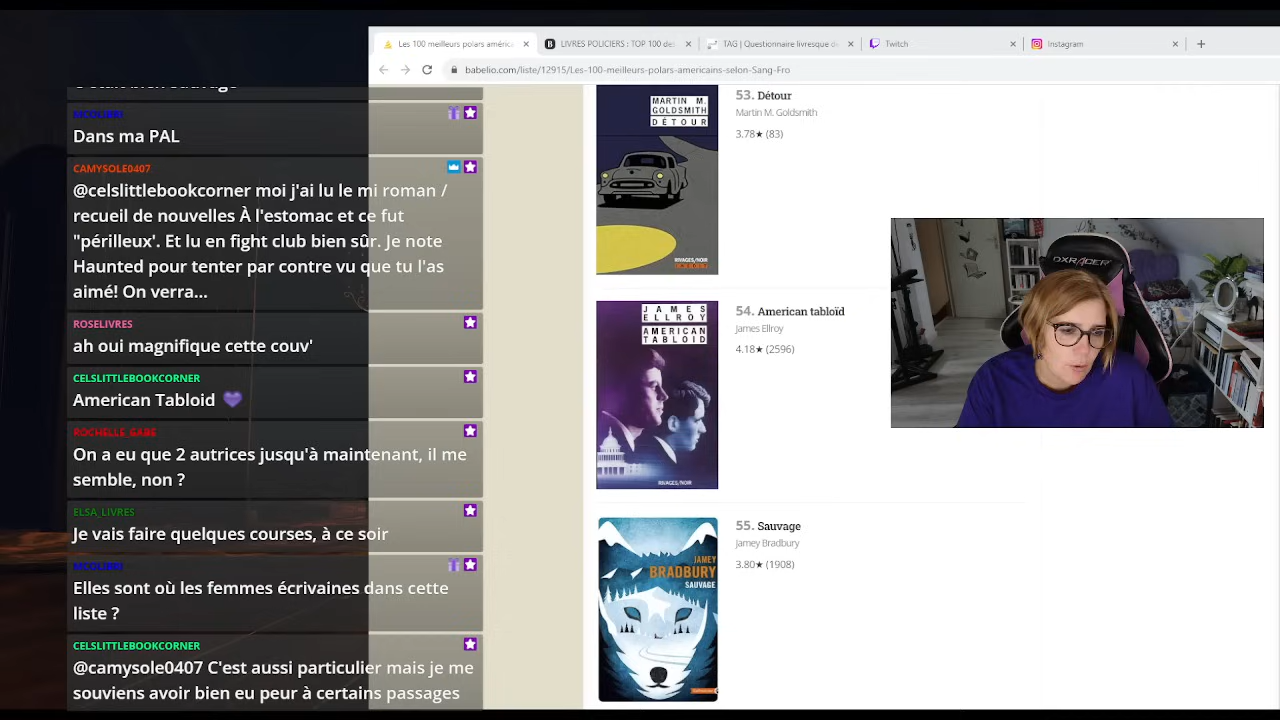 Les 100 meilleurs polars améric
LIVRES POLICIERS : TOP 100 des
TAG | Questionnaire livresque d
Twitch
Instagram
babelio.com/liste/12915/Les-100-meilleurs-polars-americains-selon-Sang-Fro
MCOLIBRI
Dans ma PAL
CAMYSOLE0407
@celslittlebookcorner moi j'ai lu le mi roman /
recueil de nouvelles À l'estomac et ce fut
"périlleux'. Et lu en fight club bien sûr. Je note
Haunted pour tenter par contre vu que tu l'as
aimé! On verra...
ROSELIVRES
ah oui magnifique cette couv'
CELSLITTLEBOOKCORNER
American Tabloid
ROCHELLE_GABE
On a eu que 2 autrices jusqu'à maintenant, il me
semble, non ?
ELSA_LIVRES
Je vais faire quelques courses, à ce soir
MCOLIBRI
Elles sont où les femmes écrivaines dans cette
liste ?
CELSLITTLEBOOKCORNER
@camysole0407 C'est aussi particulier mais je me
souviens avoir bien eu peur à certains passages
MARTIN M.
GOLDSMITH
DÉTOUR
RIVAGES/NOIR
INÉDIT
53. Détour
Martin M. Goldsmith
3.78★ (83)
JAMES
ELLROY
AMERICAN
TABLOID
RIVAGES/NOIR
54. American tabloïd
James Ellroy
4.18★ (2596)
JAMEY
BRADBURY
SAUVAGE
55. Sauvage
Jamey Bradbury
3.80★ (1908)
DXRACER